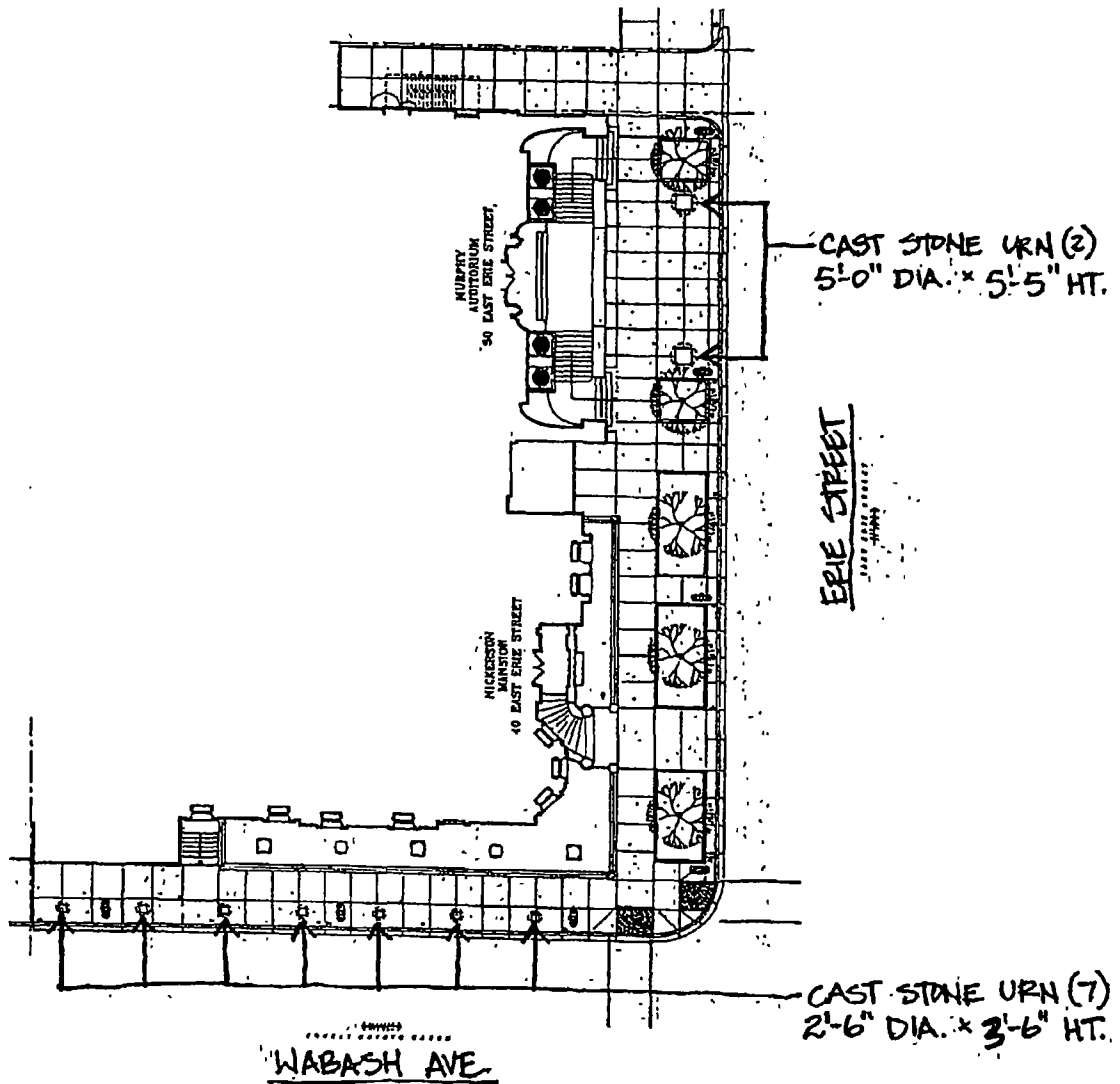 MURPHY
AUDITORIUM
50 EAST ERIE STREET
CAST STONE URN (2)
5'-0" DIA. × 5'-5" HT.
ERIE STREET
NICKERSON
MANSION
40 EAST ERIE STREET
CAST STONE URN (7)
2'-6" DIA. × 3'-6" HT.
WABASH AVE.